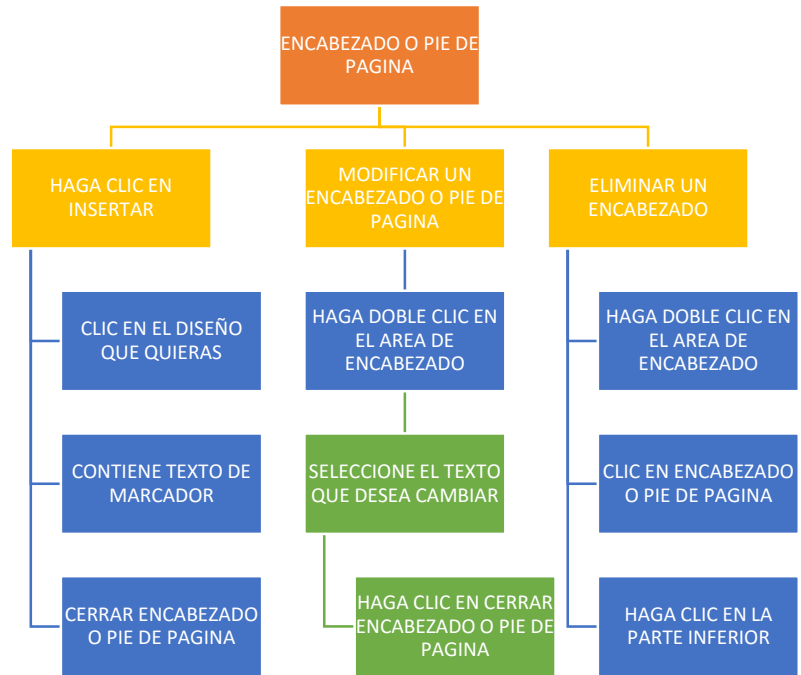 ENCABEZADO O PIE DE
PAGINA
HAGA CLIC EN
INSERTAR
MODIFICAR UN
ENCABEZADO O PIE DE
PAGINA
ELIMINAR UN
ENCABEZADO
CLIC EN EL DISEÑO
QUE QUIERAS
HAGA DOBLE CLIC EN
EL AREA DE
ENCABEZADO
HAGA DOBLE CLIC EN
EL AREA DE
ENCABEZADO
CONTIENE TEXTO DE
MARCADOR
SELECCIONE EL TEXTO
QUE DESEA CAMBIAR
CLIC EN ENCABEZADO
O PIE DE PAGINA
CERRAR ENCABEZADO
O PIE DE PAGINA
HAGA CLIC EN CERRAR
ENCABEZADO O PIE DE
PAGINA
HAGA CLIC EN LA
PARTE INFERIOR